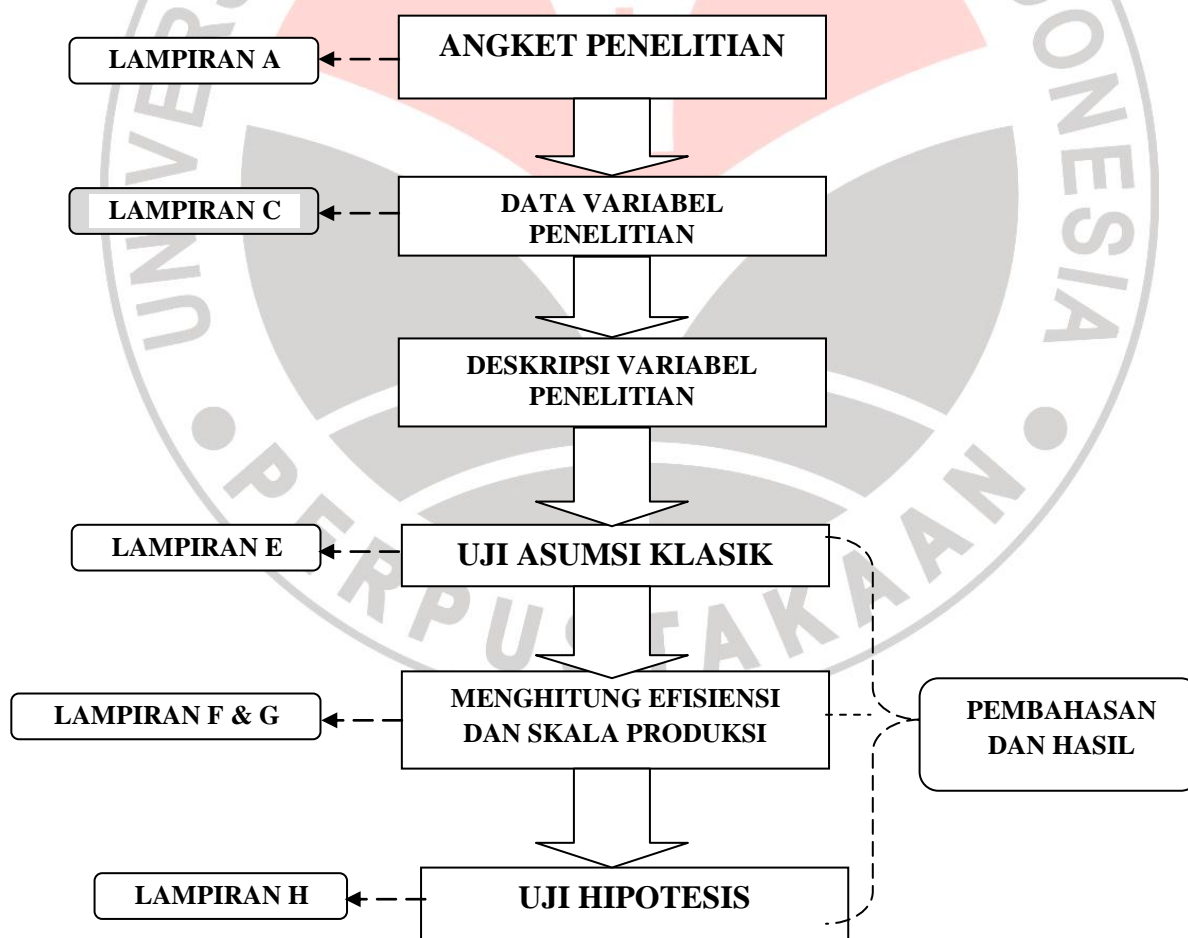 ANGKET PENELITIAN
LAMPIRAN A
DATA VARIABEL
PENELITIAN
LAMPIRAN C
DESKRIPSI VARIABEL
PENELITIAN
UJI ASUMSI KLASIK
LAMPIRAN E
MENGHITUNG EFISIENSI
DAN SKALA PRODUKSI
LAMPIRAN F & G
PEMBAHASAN
DAN HASIL
UJI HIPOTESIS
LAMPIRAN H
PERPUSTAKAAN